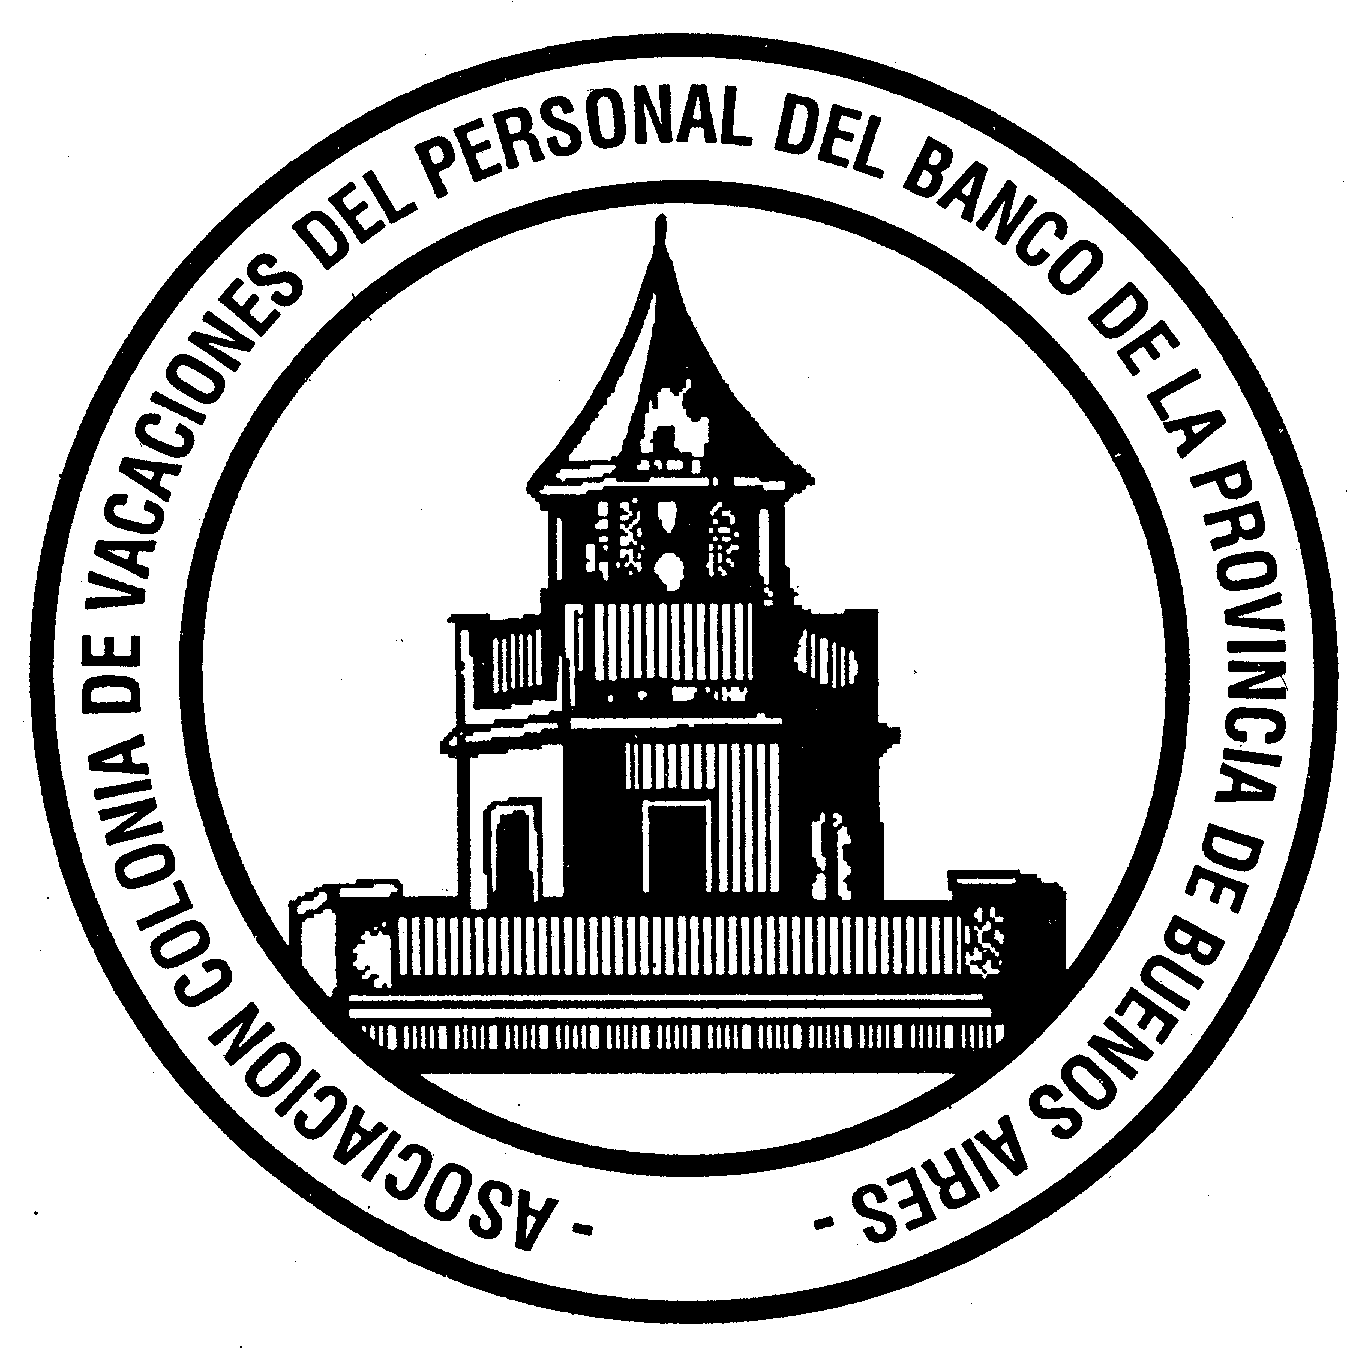 - ASOCIACION COLONIA DE VACACIONES DEL PERSONAL DEL BANCO DE LA PROVINCIA DE BUENOS AIRES -